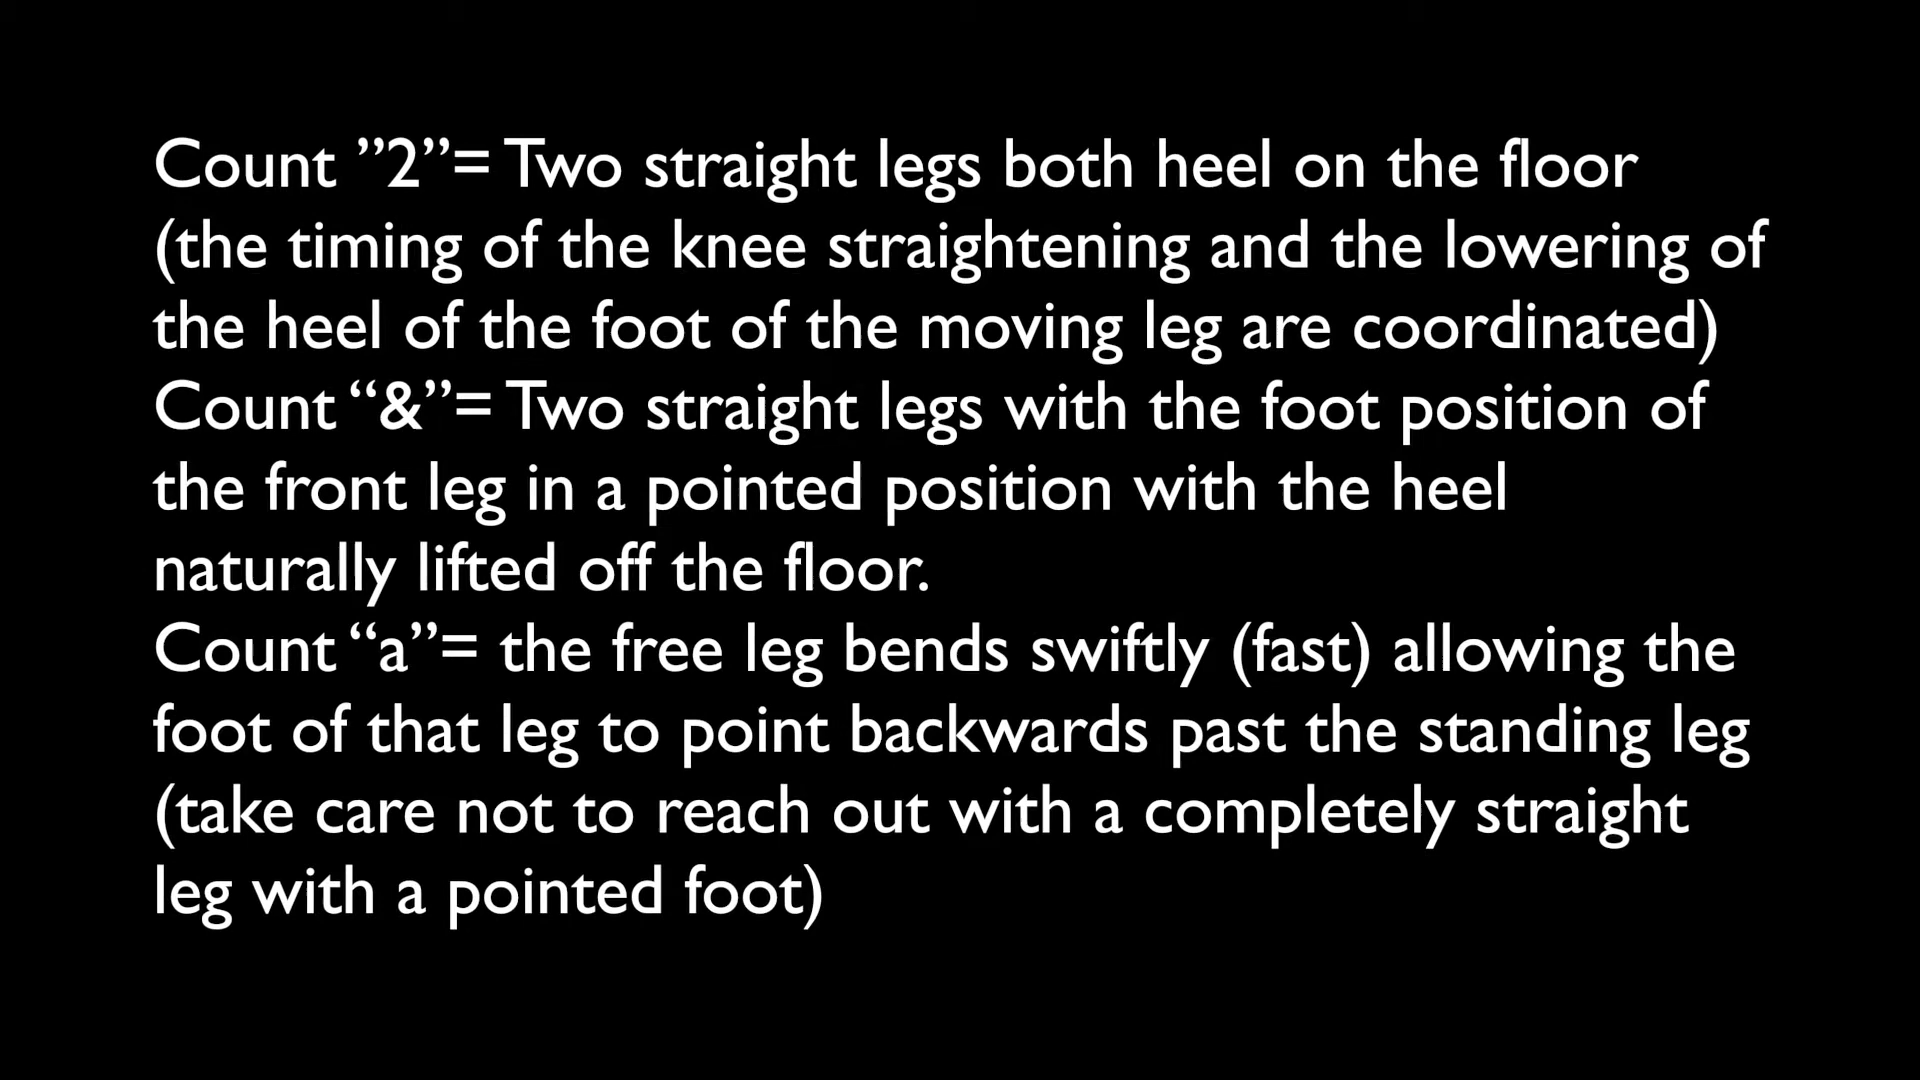 Count ”2”= Two straight legs both heel on the floor
(the timing of the knee straightening and the lowering of
the heel of the foot of the moving leg are coordinated)
Count “&”= Two straight legs with the foot position of
the front leg in a pointed position with the heel
naturally lifted off the floor.
Count “a”= the free leg bends swiftly (fast) allowing the
foot of that leg to point backwards past the standing leg
(take care not to reach out with a completely straight
leg with a pointed foot)